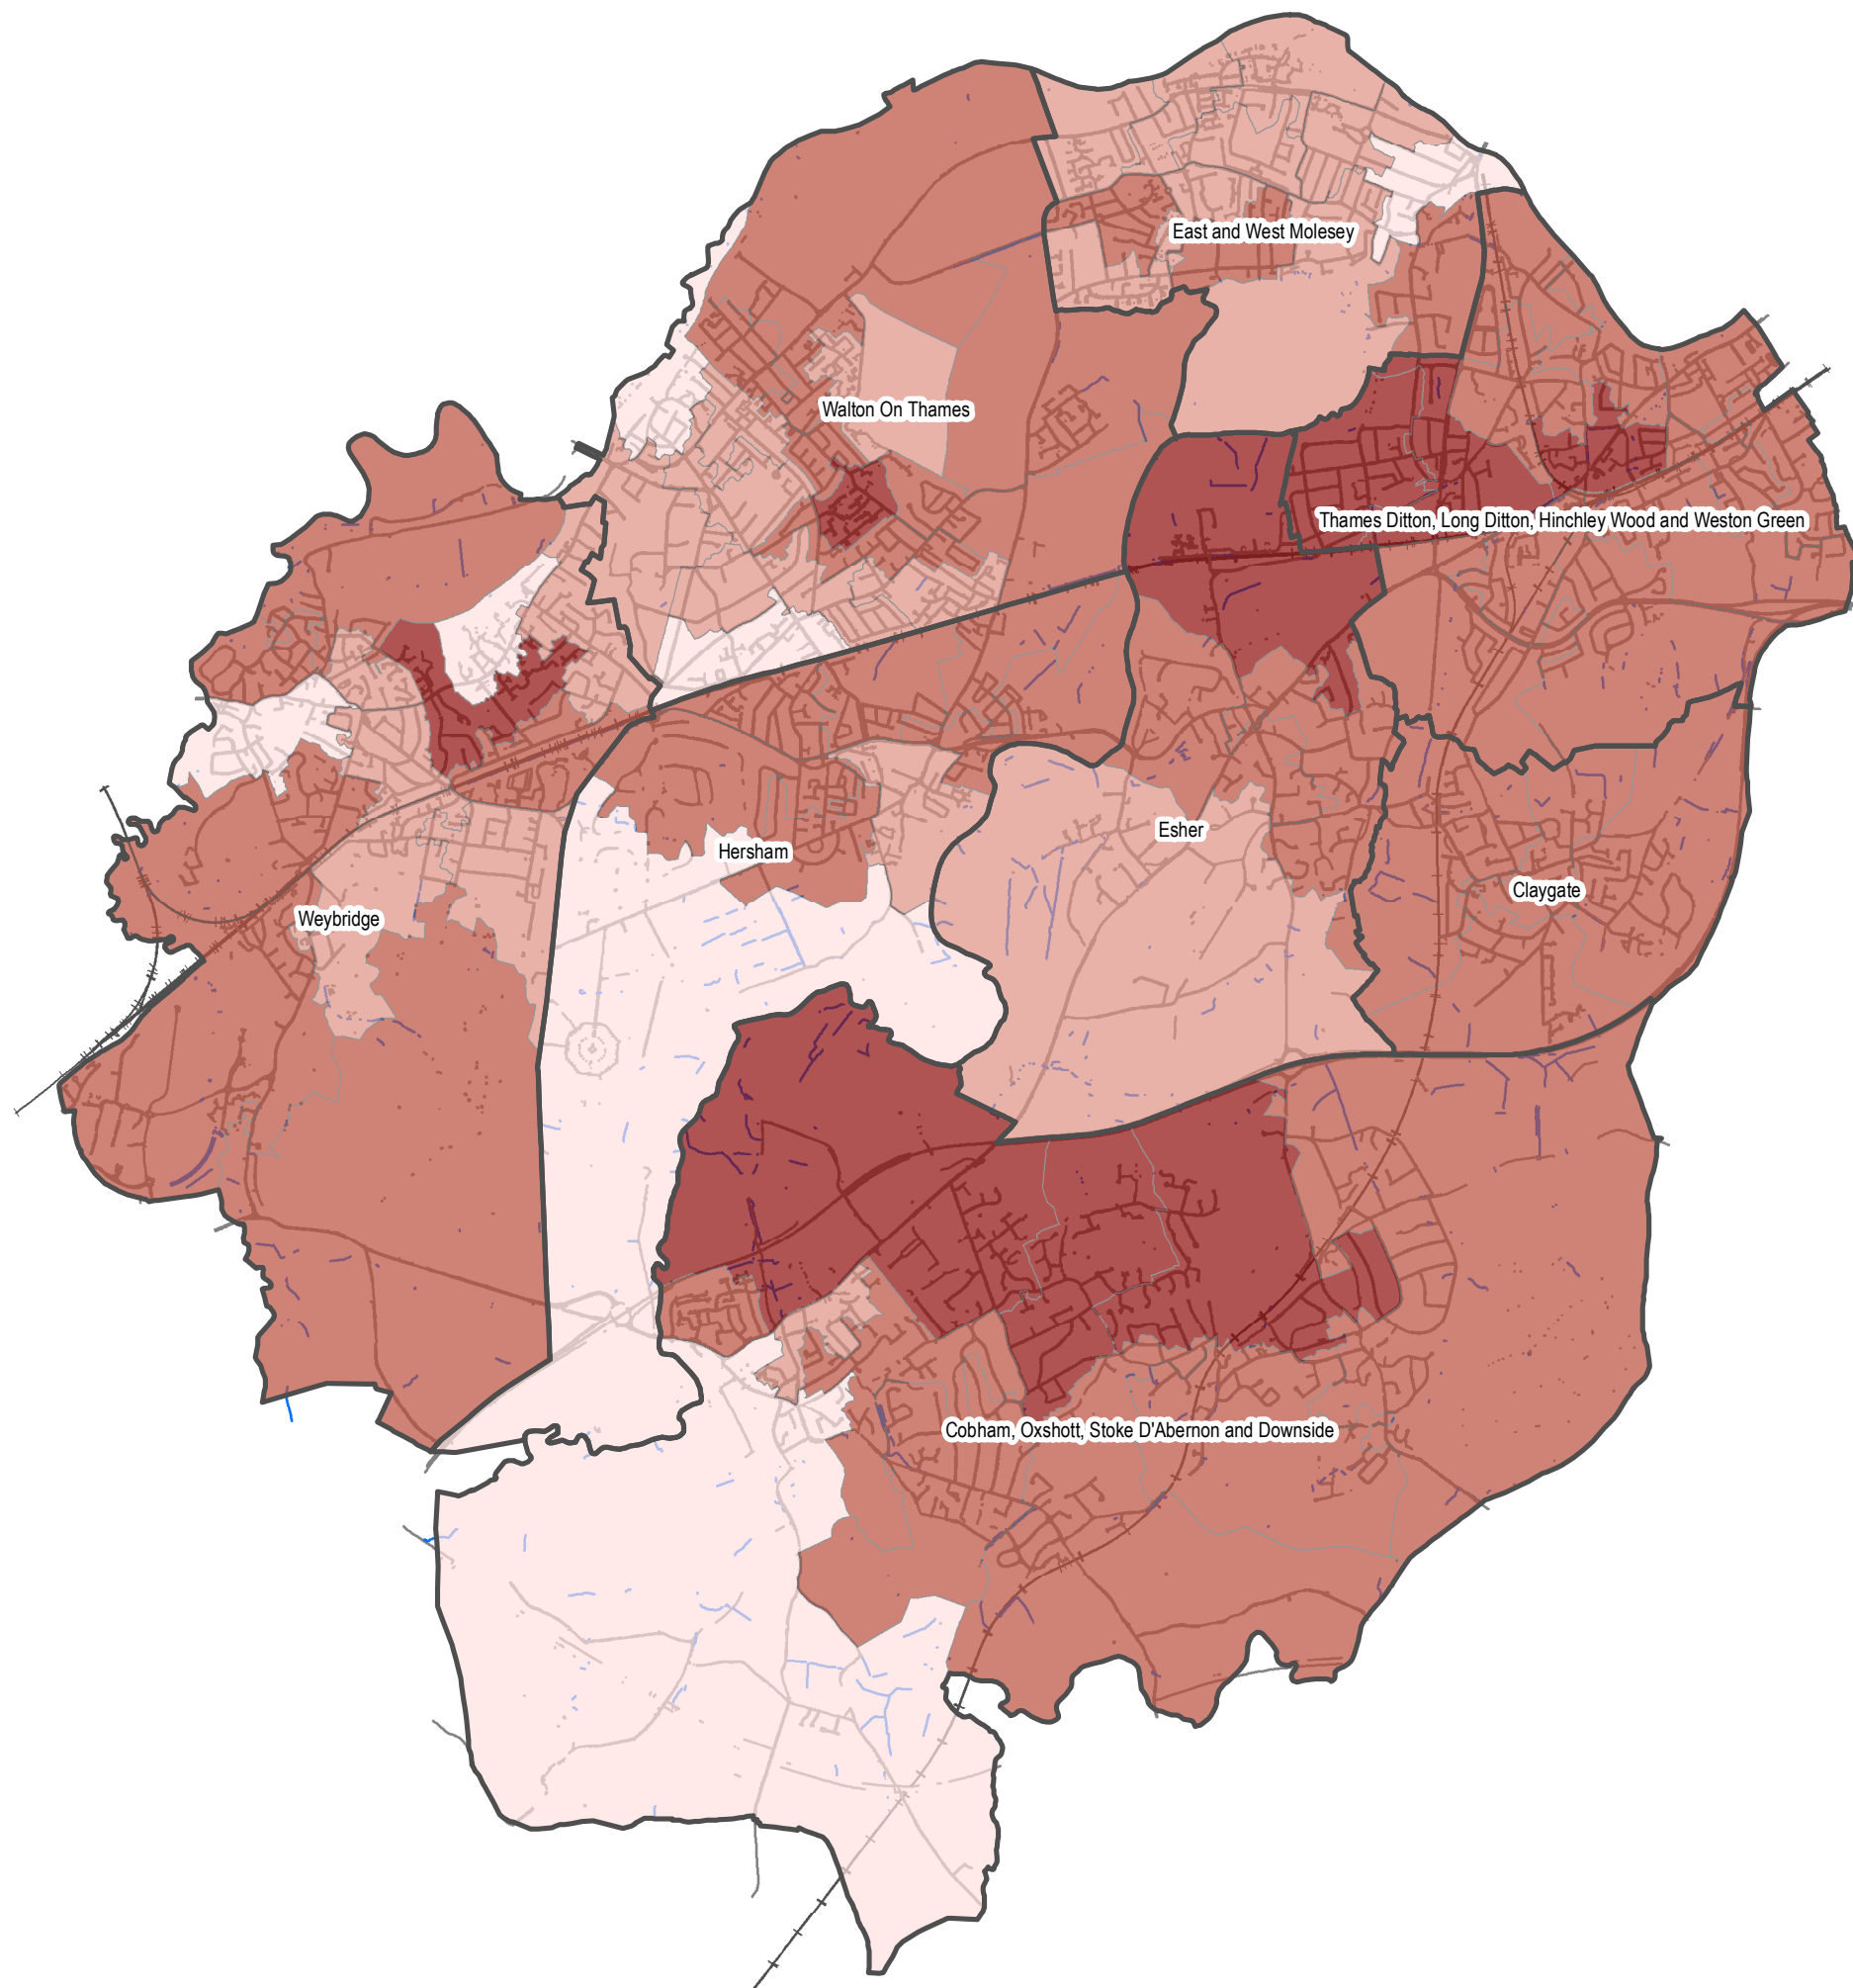 East and West Molesey
Walton On Thames
Thames Ditton, Long Ditton, Hinchley Wood and Weston Green
Esher
Hersham
Claygate
Weybridge
Cobham, Oxshott, Stoke D'Abernon and Downside